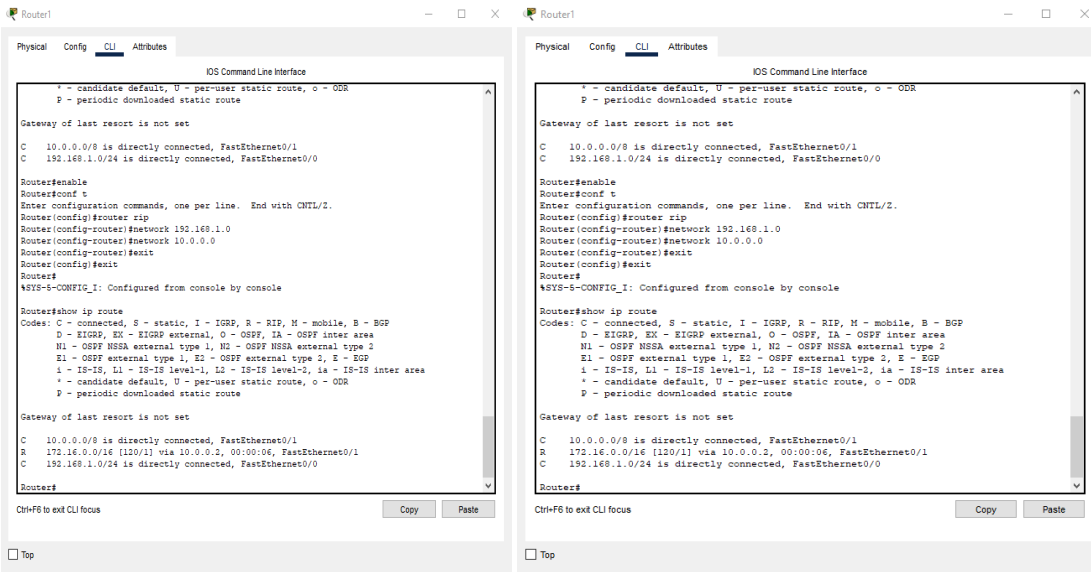 Router1
Physical Config CLI Attributes
IOS Command Line Interface
* - candidate default, U - per-user static route, o - ODR
P - periodic downloaded static route
Gateway of last resort is not set
C 10.0.0.0/8 is directly connected, FastEthernet0/1
C 192.168.1.0/24 is directly connected, FastEthernet0/0
Router#enable
Router#conf t
Enter configuration commands, one per line. End with CNTL/Z.
Router(config)#router rip
Router(config-router)#network 192.168.1.0
Router(config-router)#network 10.0.0.0
Router(config-router)#exit
Router(config)#exit
Router#
%SYS-5-CONFIG_I: Configured from console by console
Router#show ip route
Codes: C - connected, S - static, I - IGRP, R - RIP, M - mobile, B - BGP
D - EIGRP, EX - EIGRP external, O - OSPF, IA - OSPF inter area
N1 - OSPF NSSA external type 1, N2 - OSPF NSSA external type 2
E1 - OSPF external type 1, E2 - OSPF external type 2, E - EGP
i - IS-IS, L1 - IS-IS level-1, L2 - IS-IS level-2, ia - IS-IS inter area
* - candidate default, U - per-user static route, o - ODR
P - periodic downloaded static route
Gateway of last resort is not set
C 10.0.0.0/8 is directly connected, FastEthernet0/1
R 172.16.0.0/16 [120/1] via 10.0.0.2, 00:00:06, FastEthernet0/1
C 192.168.1.0/24 is directly connected, FastEthernet0/0
Router#
Ctrl+F6 to exit CLI focus
Copy Paste
Top
Router1
Physical Config CLI Attributes
IOS Command Line Interface
* - candidate default, U - per-user static route, o - ODR
P - periodic downloaded static route
Gateway of last resort is not set
C 10.0.0.0/8 is directly connected, FastEthernet0/1
C 192.168.1.0/24 is directly connected, FastEthernet0/0
Router#enable
Router#conf t
Enter configuration commands, one per line. End with CNTL/Z.
Router(config)#router rip
Router(config-router)#network 192.168.1.0
Router(config-router)#network 10.0.0.0
Router(config-router)#exit
Router(config)#exit
Router#
%SYS-5-CONFIG_I: Configured from console by console
Router#show ip route
Codes: C - connected, S - static, I - IGRP, R - RIP, M - mobile, B - BGP
D - EIGRP, EX - EIGRP external, O - OSPF, IA - OSPF inter area
N1 - OSPF NSSA external type 1, N2 - OSPF NSSA external type 2
E1 - OSPF external type 1, E2 - OSPF external type 2, E - EGP
i - IS-IS, L1 - IS-IS level-1, L2 - IS-IS level-2, ia - IS-IS inter area
* - candidate default, U - per-user static route, o - ODR
P - periodic downloaded static route
Gateway of last resort is not set
C 10.0.0.0/8 is directly connected, FastEthernet0/1
R 172.16.0.0/16 [120/1] via 10.0.0.2, 00:00:06, FastEthernet0/1
C 192.168.1.0/24 is directly connected, FastEthernet0/0
Router#
Ctrl+F6 to exit CLI focus
Copy Paste
Top